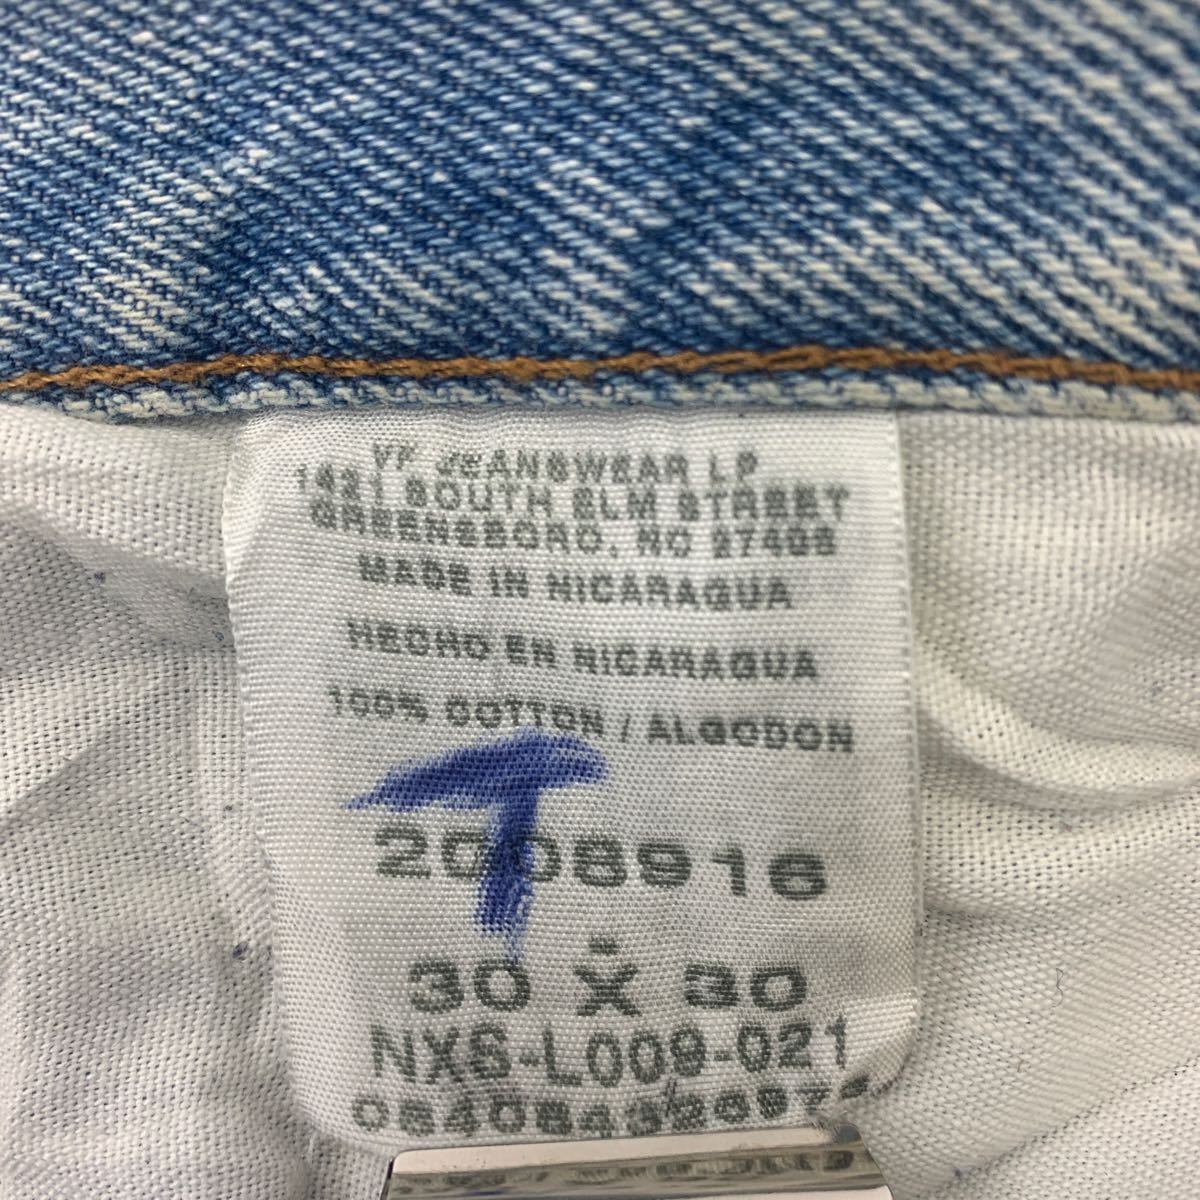 VF JEANSWEAR LP
1421 SOUTH ELM STREET
GREENSBORO, NC 27406
MADE IN NICARAGUA
HECHO EN NICARAGUA
100% COTTON / ALGODON
T
2008916
30 X 30
NXS-L009-021